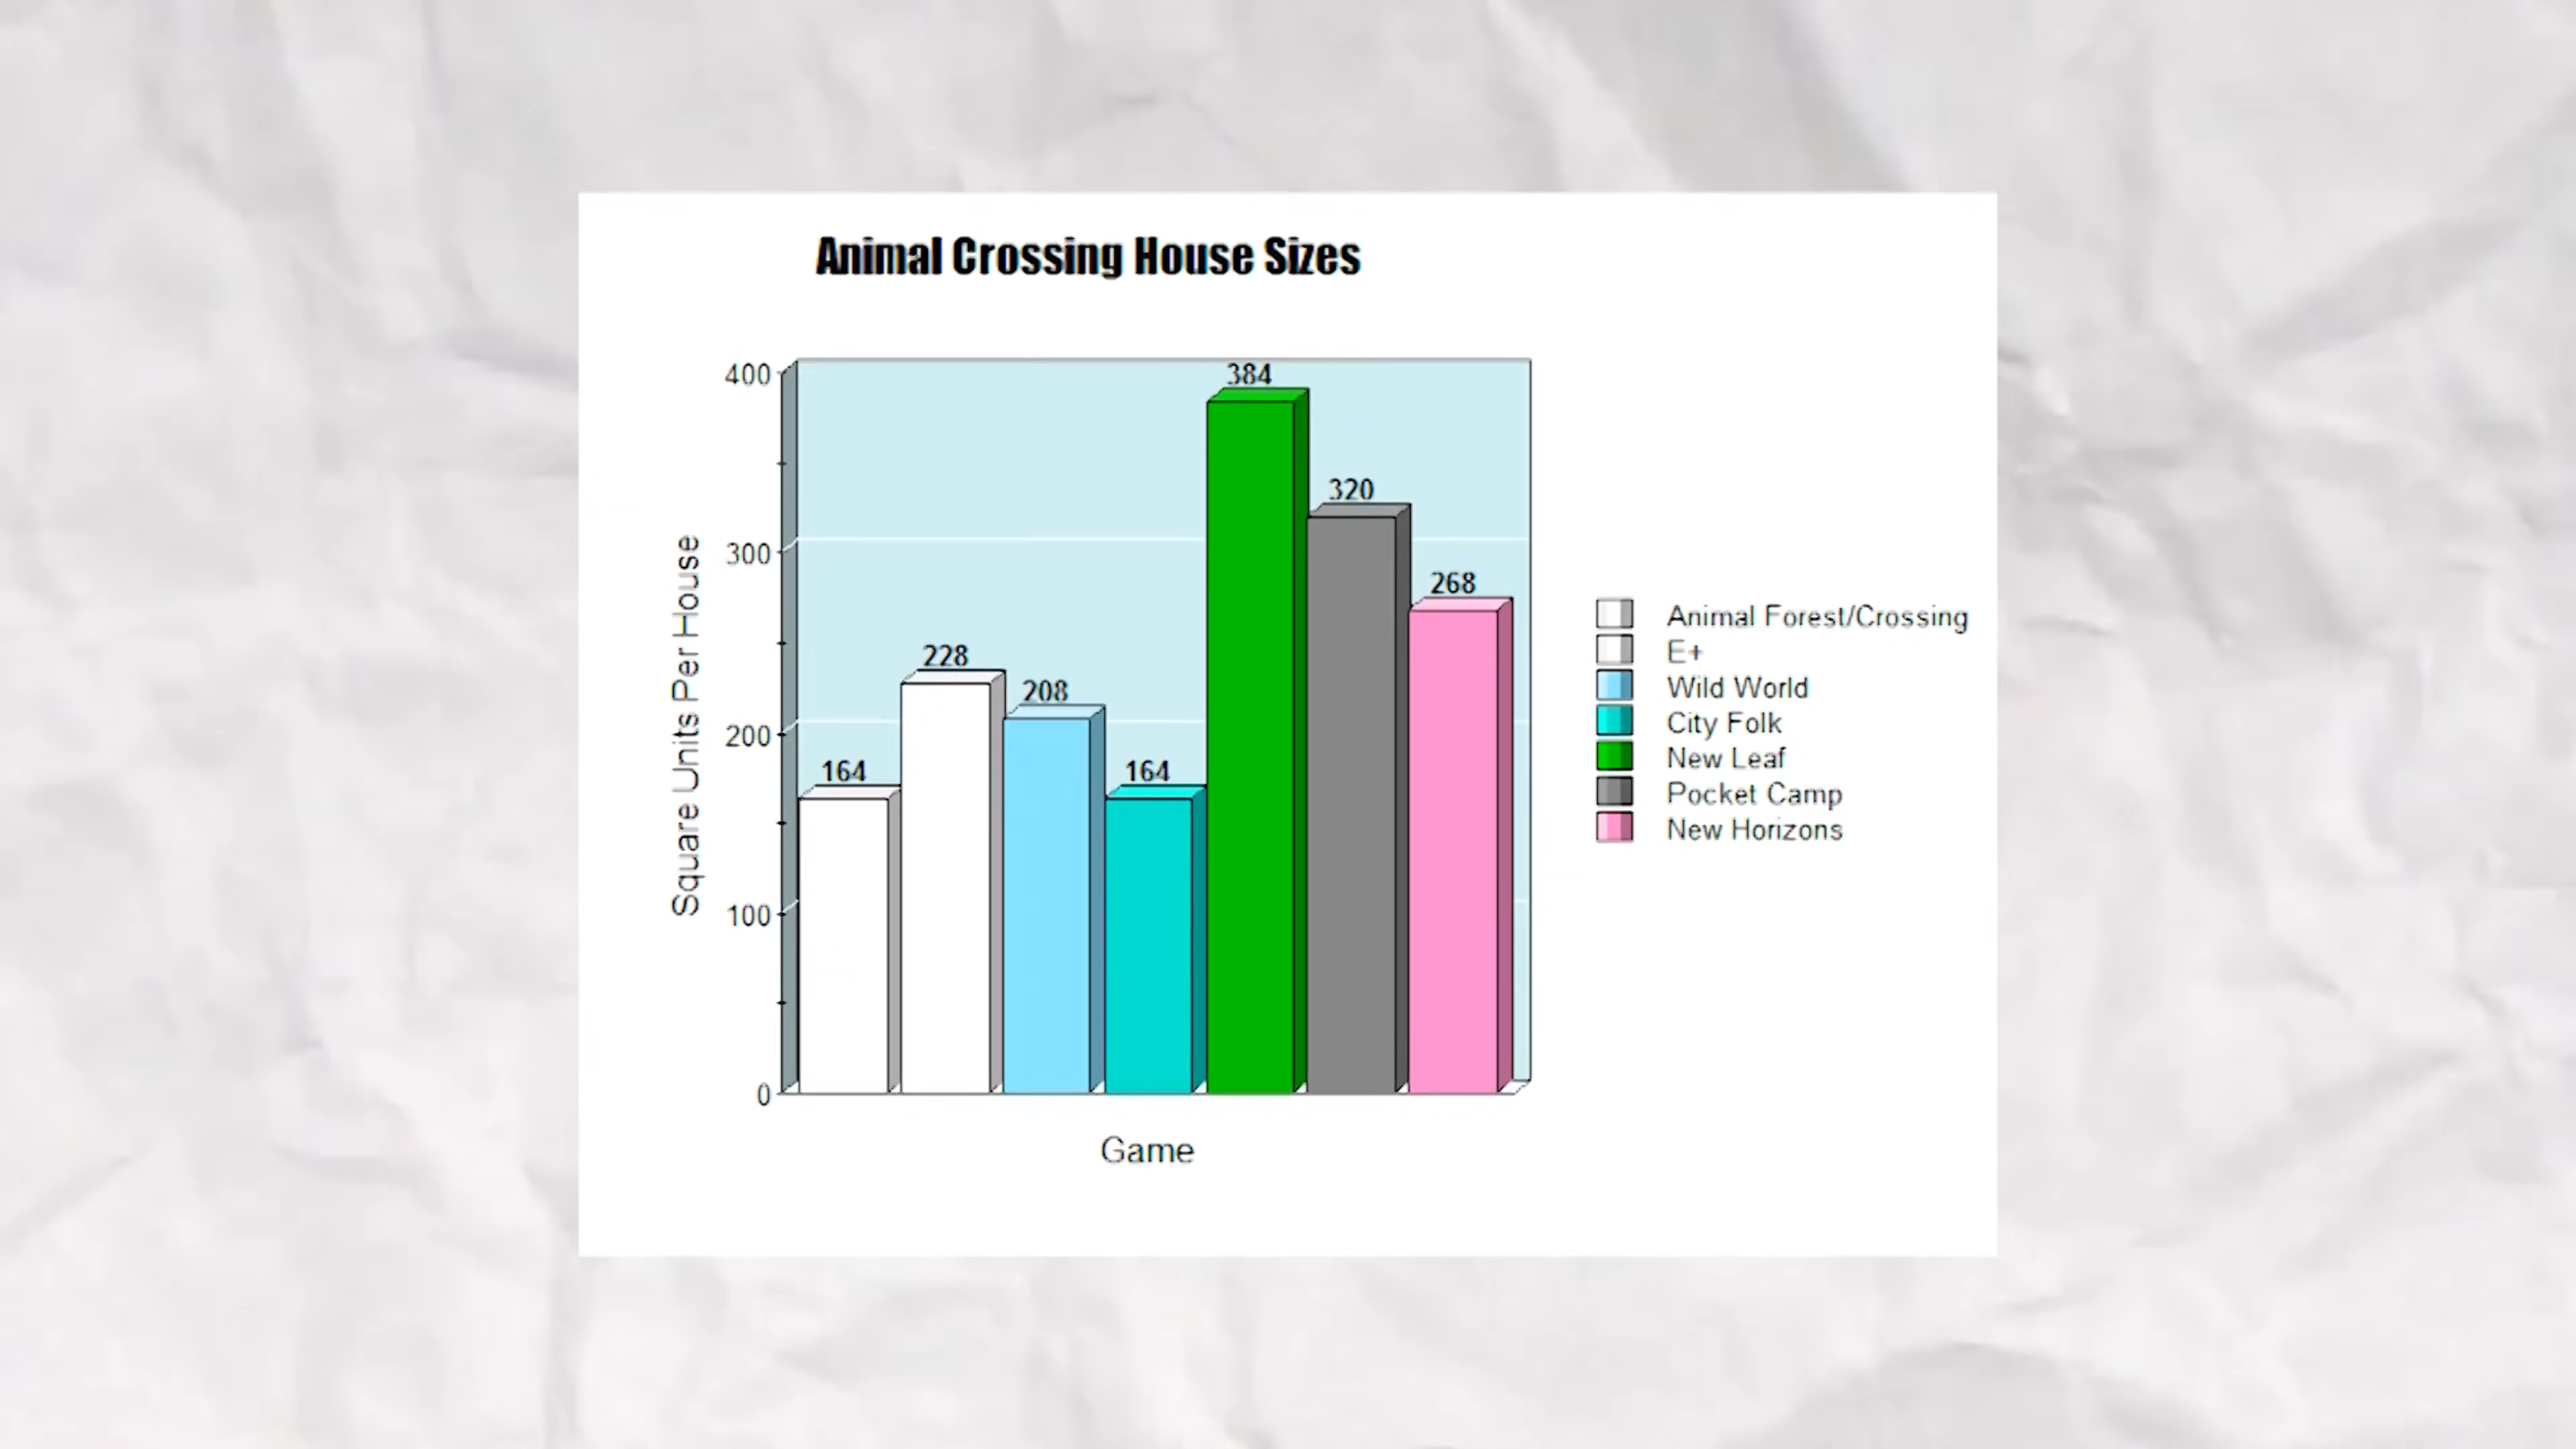 Animal Crossing House Sizes
400
300
200
100
0
Square Units Per House
164
228
208
164
384
320
268
Game
Animal Forest/Crossing
E+
Wild World
City Folk
New Leaf
Pocket Camp
New Horizons